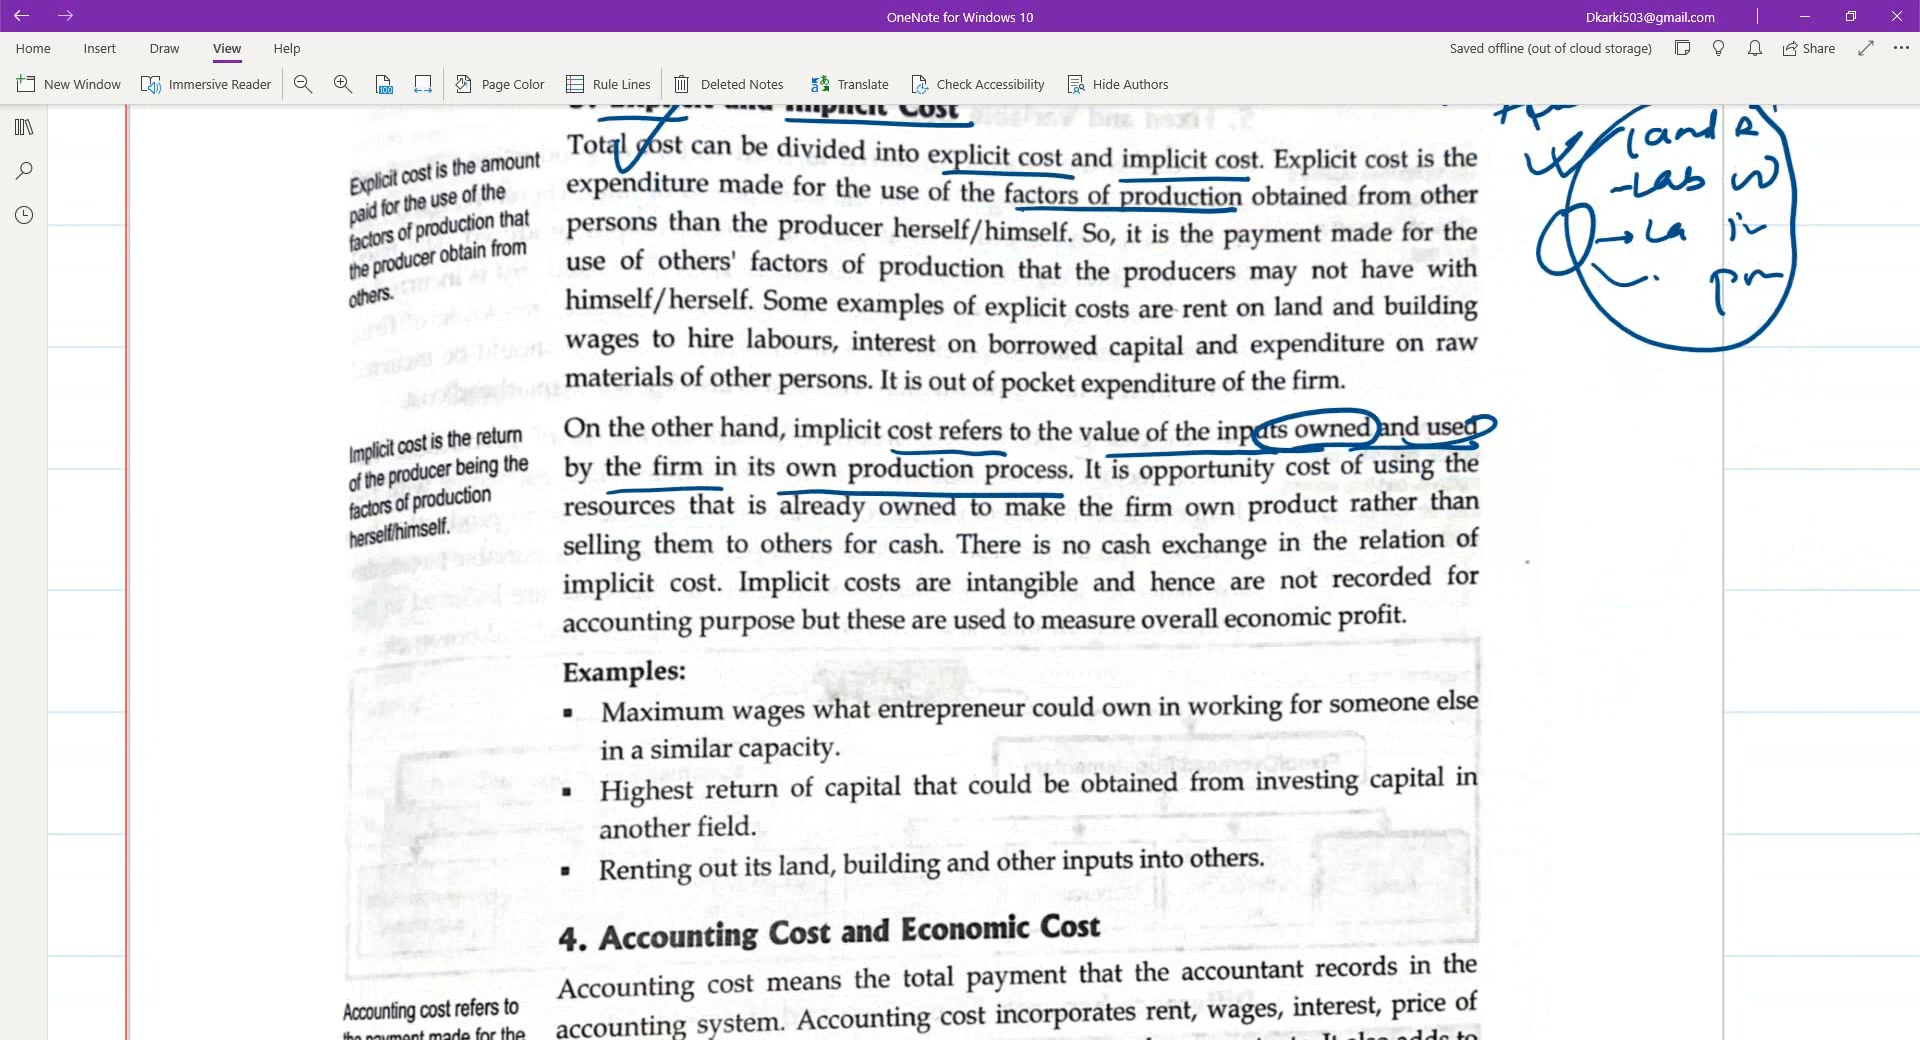 OneNote for Windows 10
Dkarki503@gmail.com
Home Insert Draw View Help
Saved offline (out of cloud storage)
Share
New Window Immersive Reader Page Color Rule Lines Deleted Notes Translate Check Accessibility Hide Authors
Explicit and Implicit Cost
Explicit cost is the amount
paid for the use of the
factors of production that
the producer obtain from
others.
Total cost can be divided into explicit cost and implicit cost. Explicit cost is the
expenditure made for the use of the factors of production obtained from other
persons than the producer herself/himself. So, it is the payment made for the
use of others' factors of production that the producers may not have with
himself/herself. Some examples of explicit costs are rent on land and building
wages to hire labours, interest on borrowed capital and expenditure on raw
materials of other persons. It is out of pocket expenditure of the firm.
land R
Lab W
La
Implicit cost is the return
of the producer being the
factors of production
herself/himself.
On the other hand, implicit cost refers to the value of the inputs owned and used
by the firm in its own production process. It is opportunity cost of using the
resources that is already owned to make the firm own product rather than
selling them to others for cash. There is no cash exchange in the relation of
implicit cost. Implicit costs are intangible and hence are not recorded for
accounting purpose but these are used to measure overall economic profit.
Examples:
▪ Maximum wages what entrepreneur could own in working for someone else
in a similar capacity.
▪ Highest return of capital that could be obtained from investing capital in
another field.
▪ Renting out its land, building and other inputs into others.
4. Accounting Cost and Economic Cost
Accounting cost refers to
the payment made for the
Accounting cost means the total payment that the accountant records in the
accounting system. Accounting cost incorporates rent, wages, interest, price of
It also adds to